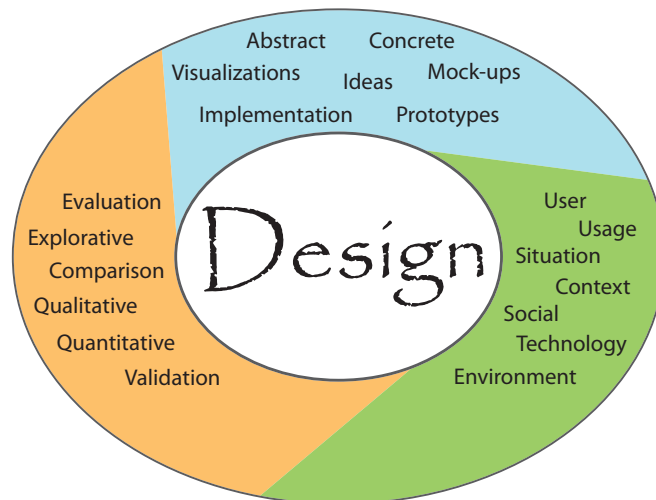 Abstract Concrete
Visualizations Ideas Mock-ups
Implementation Prototypes
Design
Evaluation
Explorative
Comparison
Qualitative
Quantitative
Validation
User
Usage
Situation
Context
Social
Technology
Environment